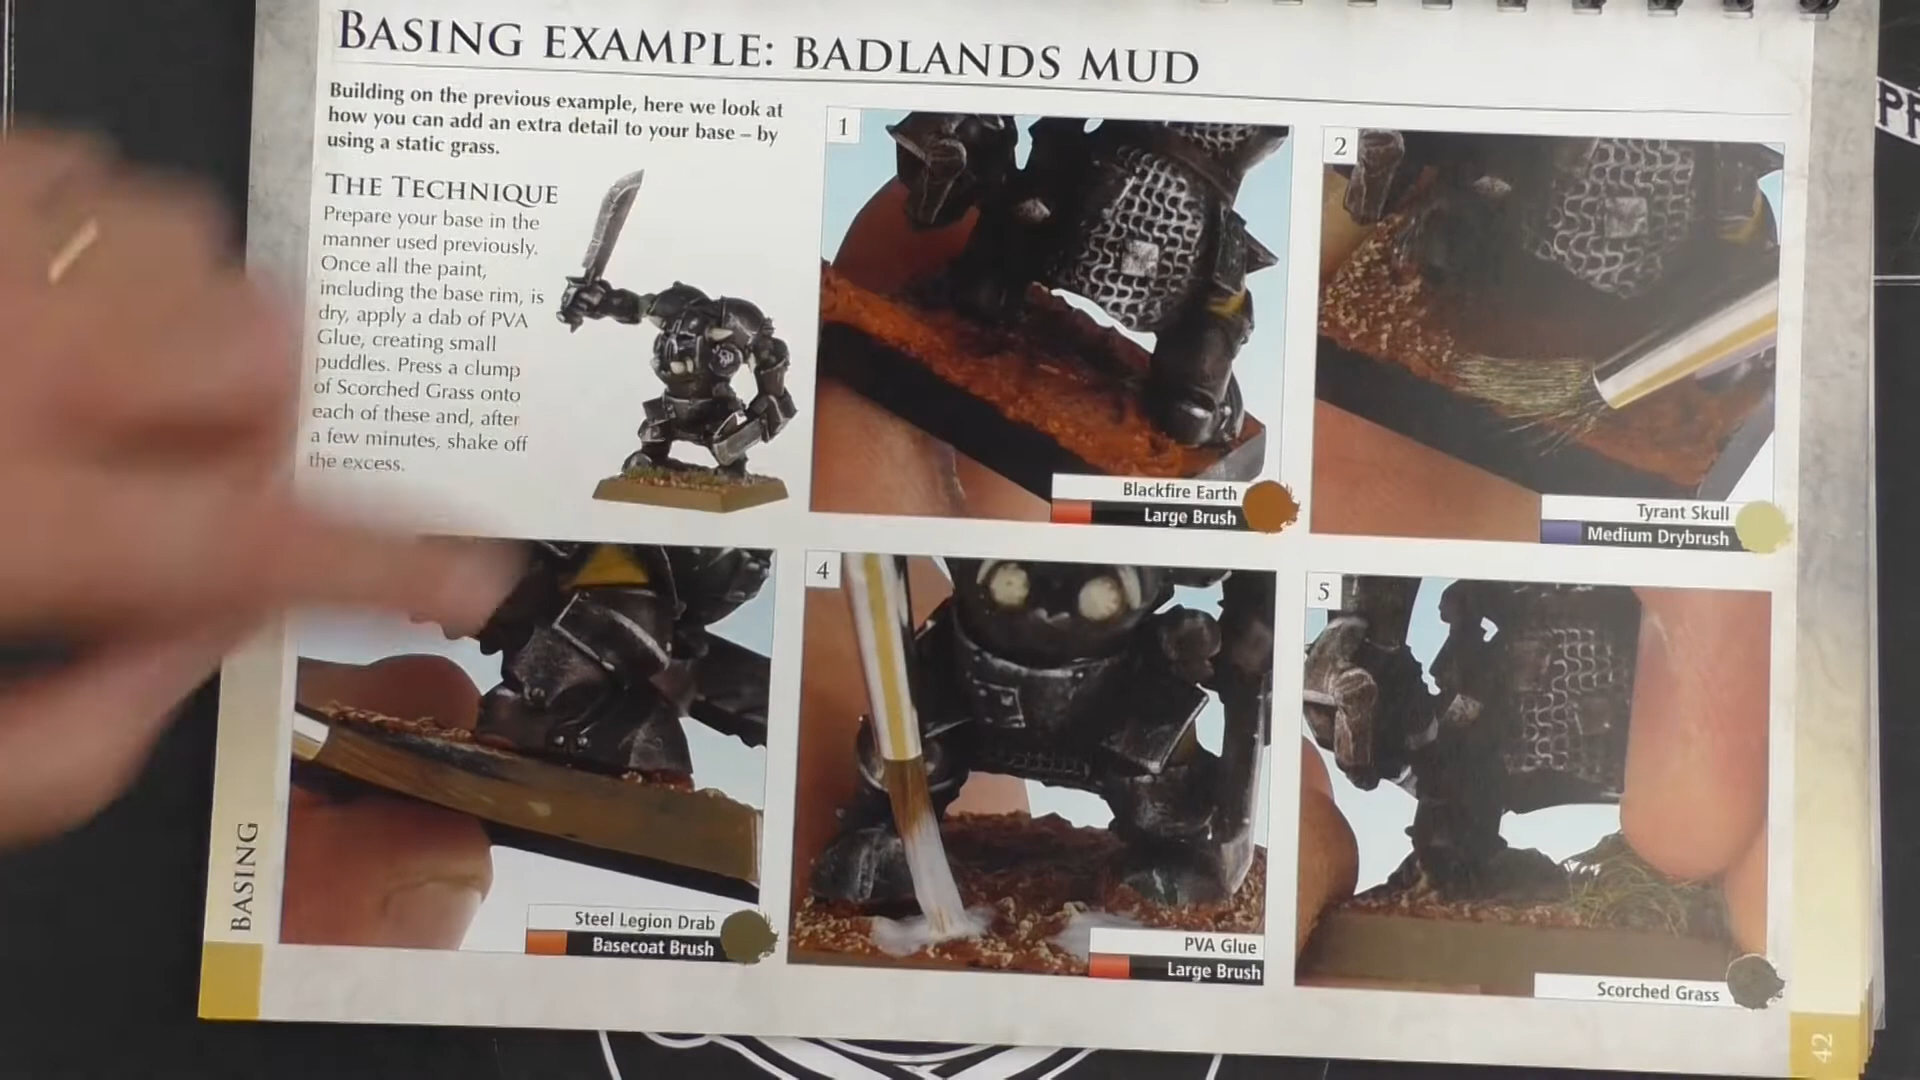 BASING EXAMPLE: BADLANDS MUD
Building on the previous example, here we look at
how you can add an extra detail to your base – by
using a static grass.
THE TECHNIQUE
Prepare your base in the
manner used previously.
Once all the paint,
including the base rim, is
dry, apply a dab of PVA
Glue, creating small
puddles. Press a clump
of Scorched Grass onto
each of these and, after
a few minutes, shake off
the excess.
1
Blackfire Earth
Large Brush
2
Tyrant Skull
Medium Drybrush
Steel Legion Drab
Basecoat Brush
4
PVA Glue
Large Brush
5
Scorched Grass
BASING
42